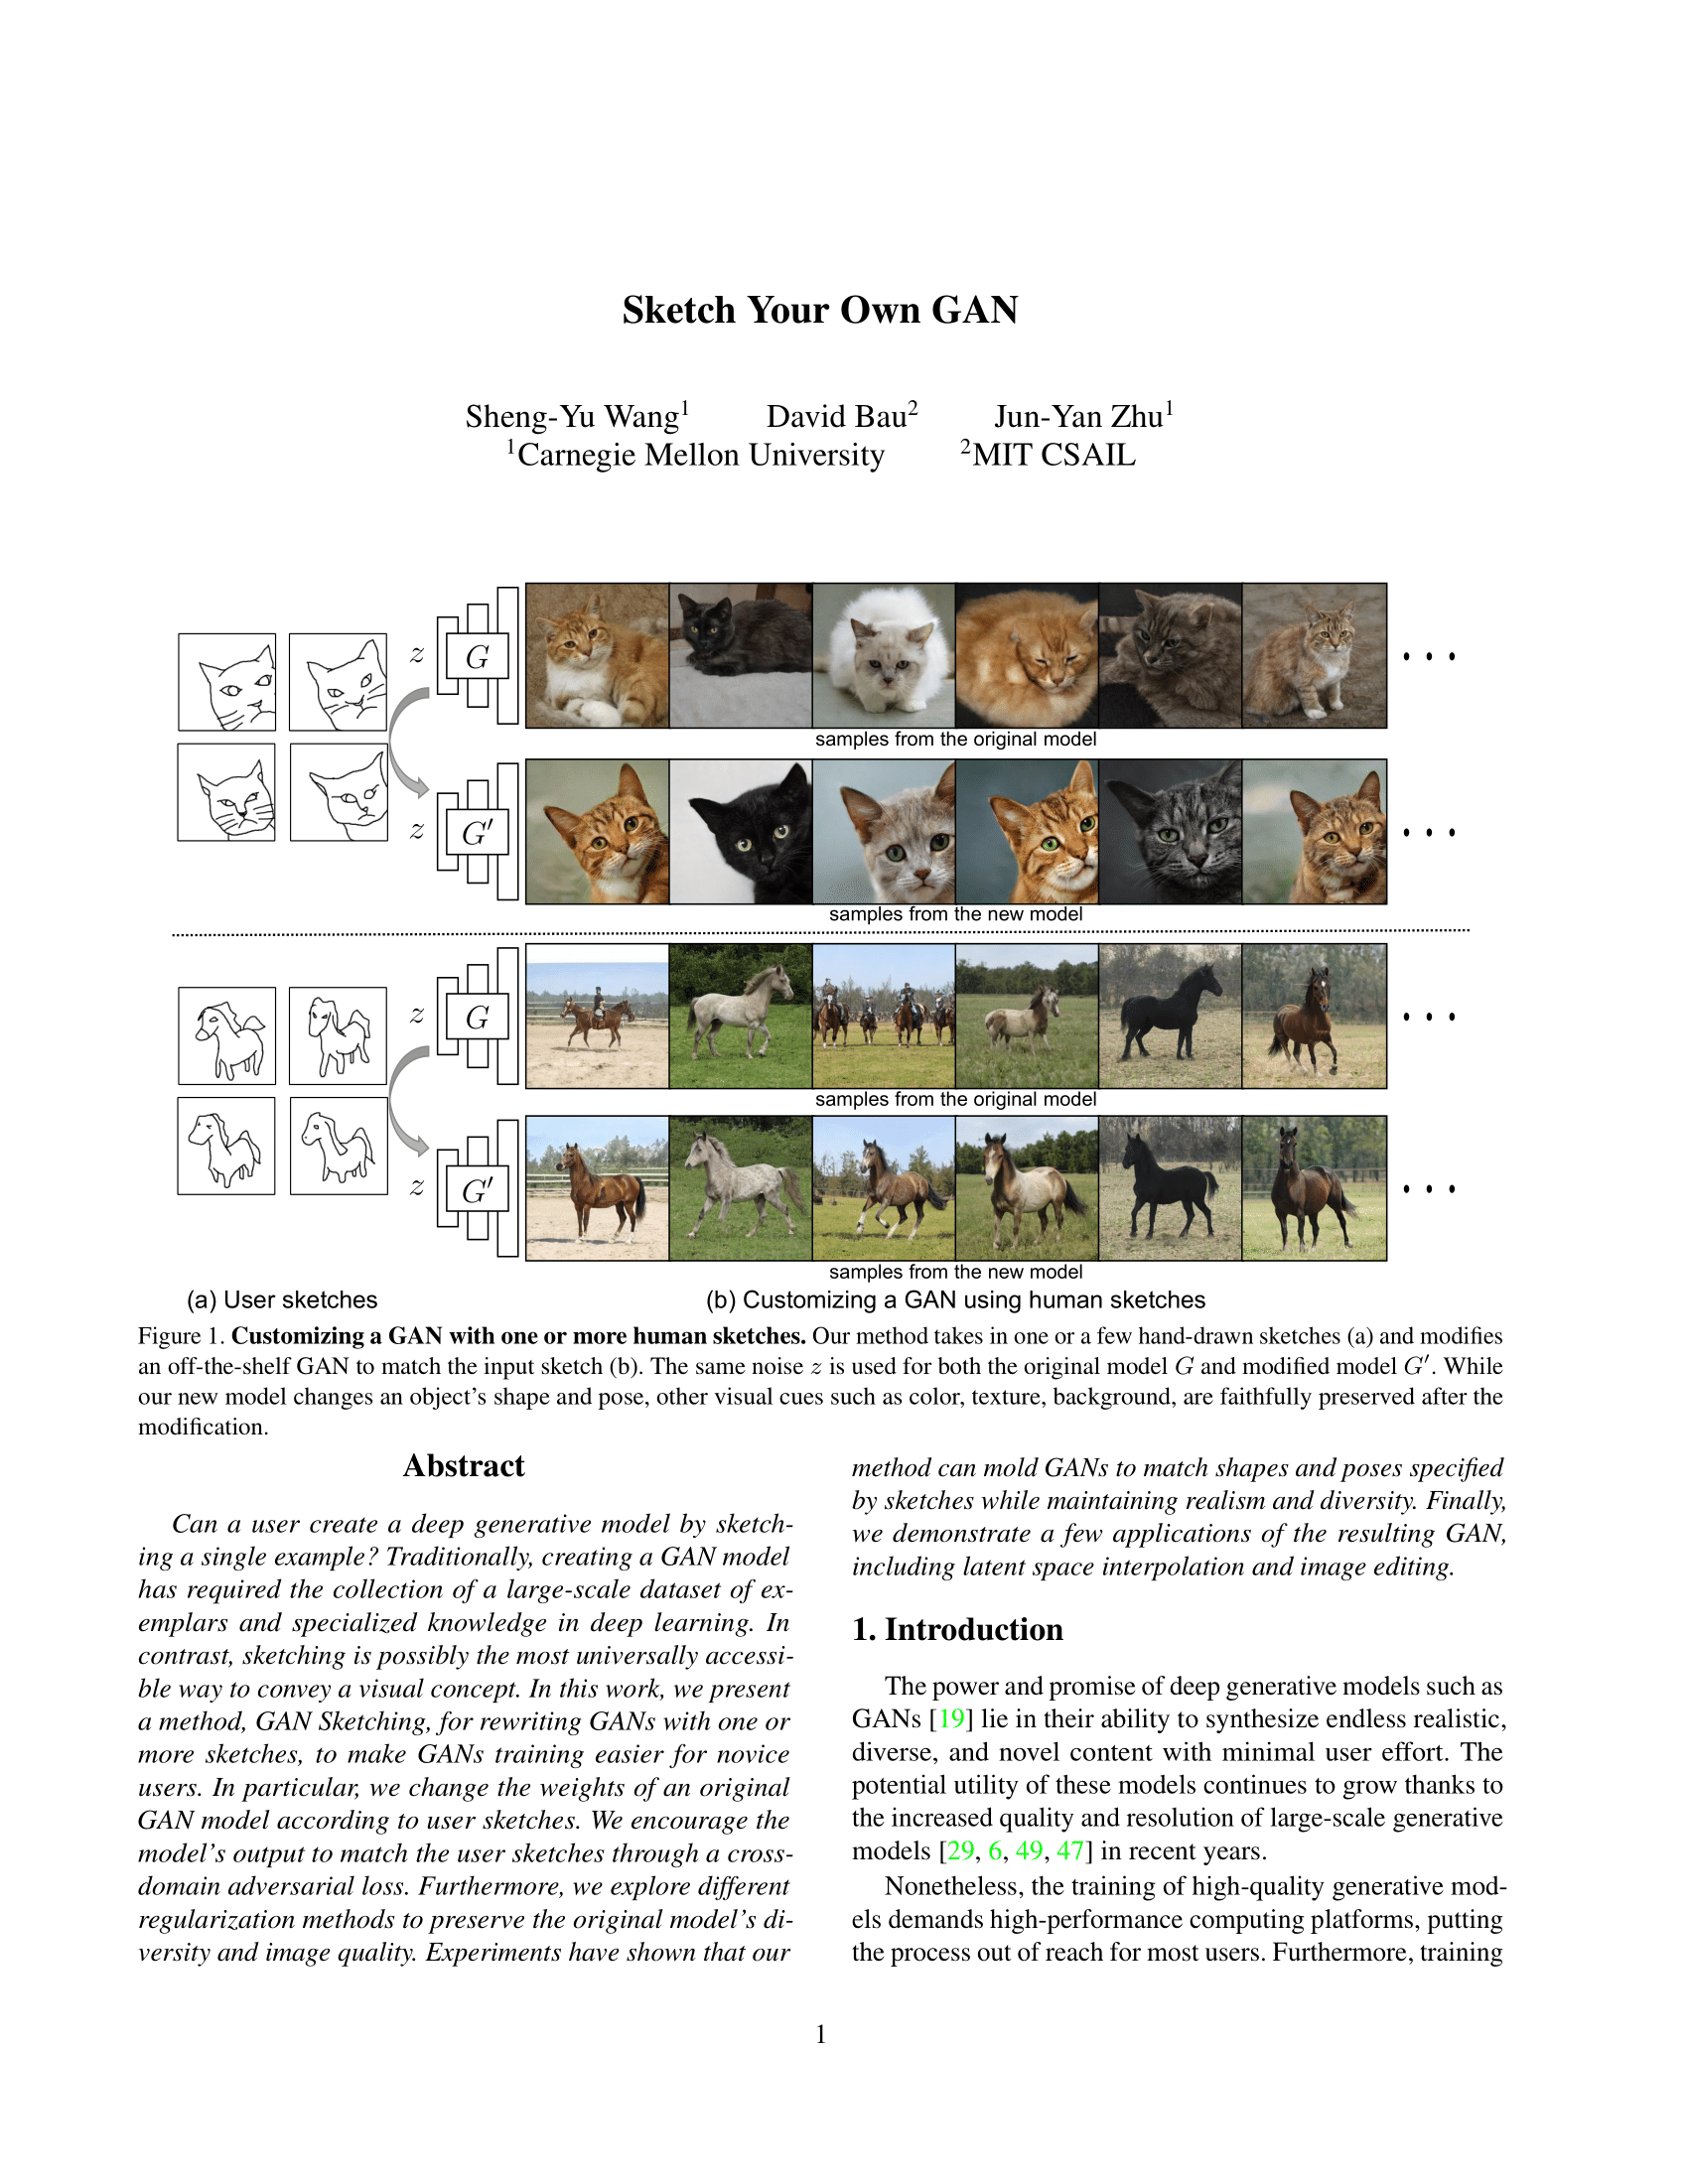 Sketch Your Own GAN
Sheng-Yu Wang¹ David Bau² Jun-Yan Zhu¹
¹Carnegie Mellon University ²MIT CSAIL
z G
samples from the original model
z G′
samples from the new model
z G
samples from the original model
z G′
samples from the new model
(a) User sketches (b) Customizing a GAN using human sketches
Figure 1. Customizing a GAN with one or more human sketches. Our method takes in one or a few hand-drawn sketches (a) and modifies
an off-the-shelf GAN to match the input sketch (b). The same noise z is used for both the original model G and modified model G′. While
our new model changes an object's shape and pose, other visual cues such as color, texture, background, are faithfully preserved after the
modification.
Abstract
Can a user create a deep generative model by sketch-
ing a single example? Traditionally, creating a GAN model
has required the collection of a large-scale dataset of ex-
emplars and specialized knowledge in deep learning. In
contrast, sketching is possibly the most universally accessi-
ble way to convey a visual concept. In this work, we present
a method, GAN Sketching, for rewriting GANs with one or
more sketches, to make GANs training easier for novice
users. In particular, we change the weights of an original
GAN model according to user sketches. We encourage the
model's output to match the user sketches through a cross-
domain adversarial loss. Furthermore, we explore different
regularization methods to preserve the original model's di-
versity and image quality. Experiments have shown that our
method can mold GANs to match shapes and poses specified
by sketches while maintaining realism and diversity. Finally,
we demonstrate a few applications of the resulting GAN,
including latent space interpolation and image editing.
1. Introduction
The power and promise of deep generative models such as
GANs [19] lie in their ability to synthesize endless realistic,
diverse, and novel content with minimal user effort. The
potential utility of these models continues to grow thanks to
the increased quality and resolution of large-scale generative
models [29, 6, 49, 47] in recent years.
Nonetheless, the training of high-quality generative mod-
els demands high-performance computing platforms, putting
the process out of reach for most users. Furthermore, training
1